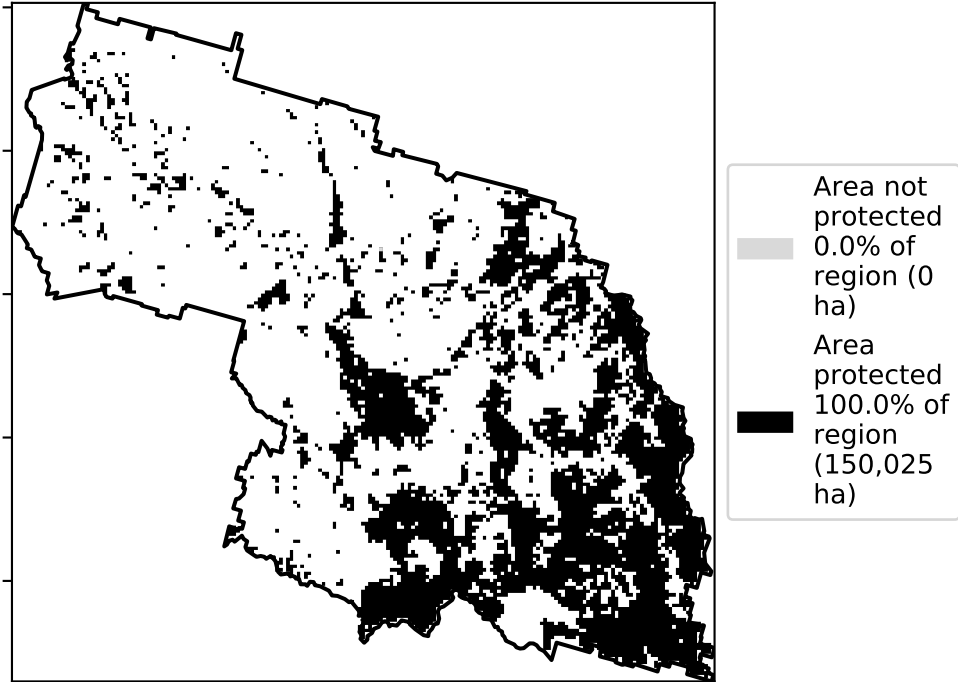 Area not
protected
0.0% of
region (0
ha)
Area
protected
100.0% of
region
(150,025
ha)